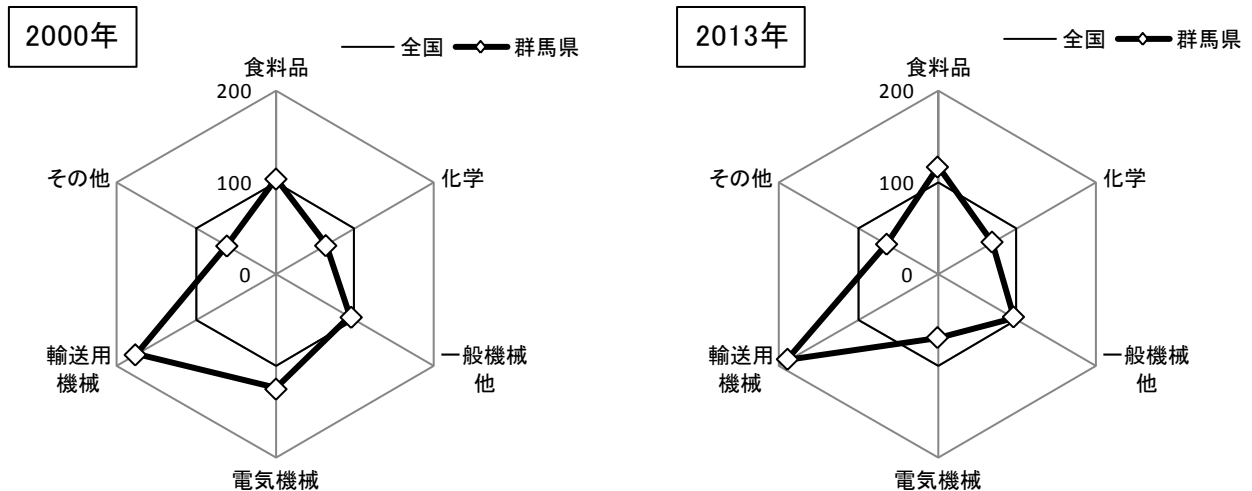 2000年
全国 群馬県
食料品
200
その他
100
化学
0
輸送用
機械
一般機械
他
電気機械
2013年
全国 群馬県
食料品
200
その他
100
化学
0
輸送用
機械
一般機械
他
電気機械